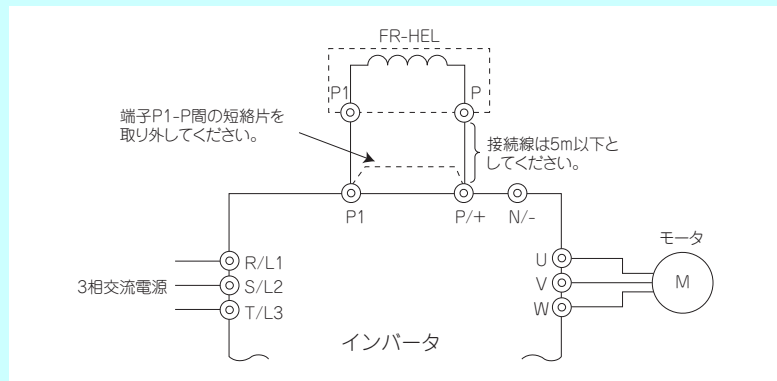 FR-HEL
P1
P
端子P1-P間の短絡片を
取り外してください。
接続線は5m以下と
してください。
P1
P/+
N/-
R/L1
S/L2
T/L3
3相交流電源
U
V
W
モータ
M
インバータ